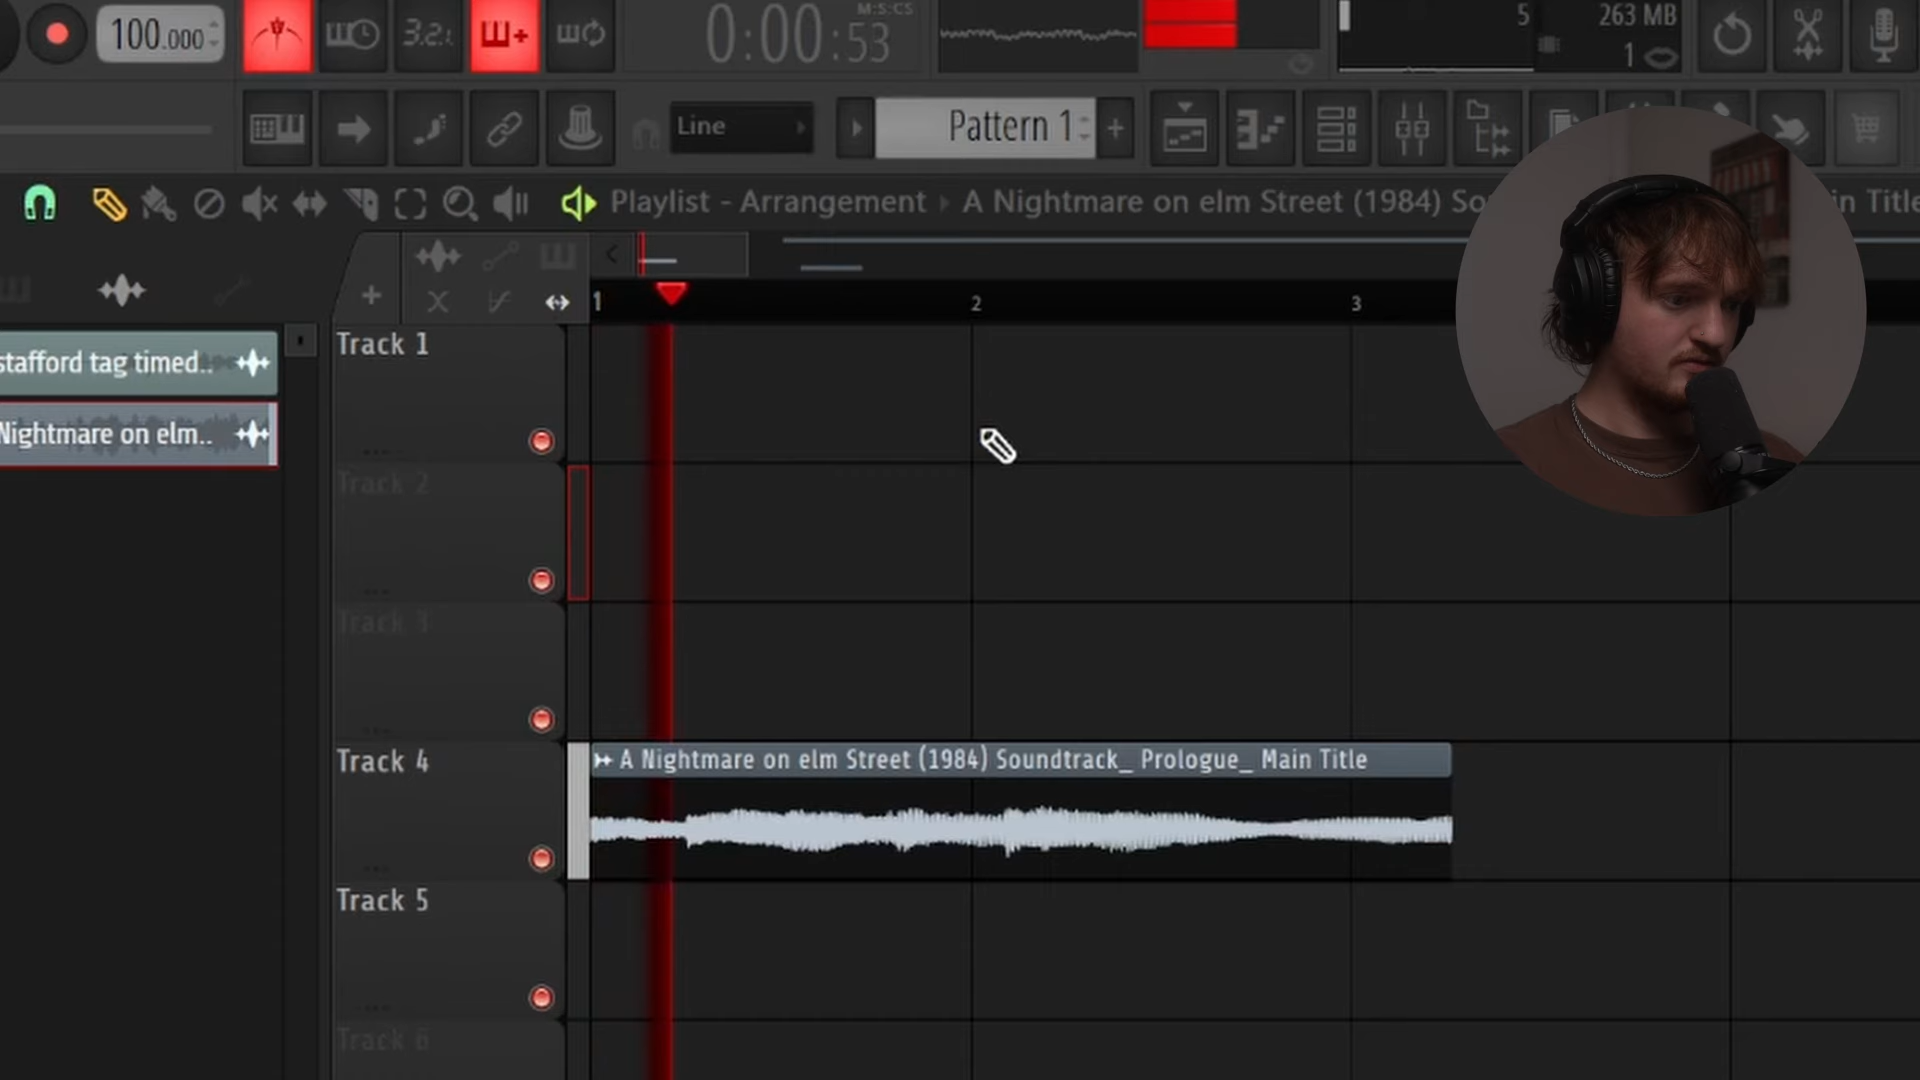 100.000
3.2.
0:00:53
M:S:CS
5
263 MB
1
Line
Pattern 1
Playlist - Arrangement
A Nightmare on elm Street (1984)
in Title
1
2
3
stafford tag timed..
Nightmare on elm..
Track 1
Track 2
Track 3
Track 4
A Nightmare on elm Street (1984) Soundtrack_ Prologue_ Main Title
Track 5
Track 6